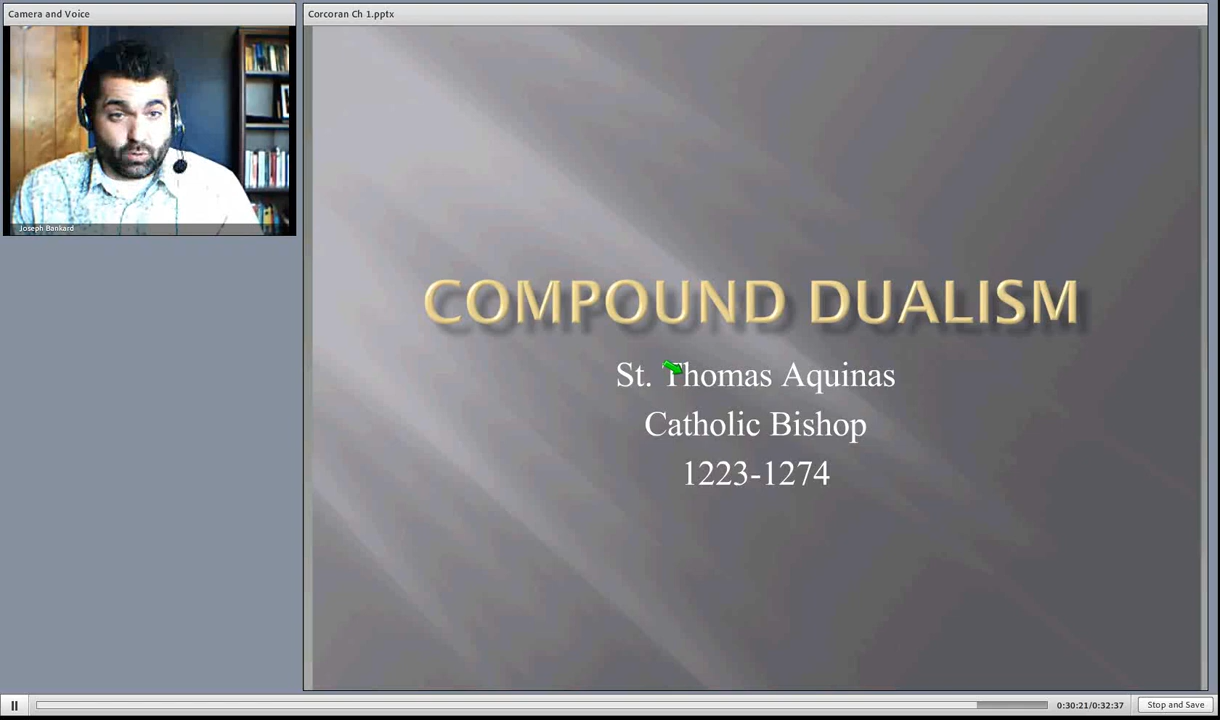 Camera and Voice
Corcoran Ch 1.pptx
Joseph Bankard
COMPOUND DUALISM
St. Thomas Aquinas
Catholic Bishop
1223-1274
0:30:21/0:32:37
Stop and Save